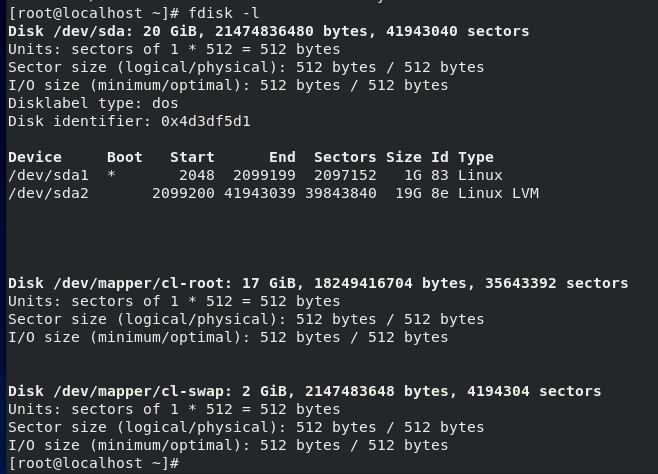 [root@localhost ~]# fdisk -l
Disk /dev/sda: 20 GiB, 21474836480 bytes, 41943040 sectors
Units: sectors of 1 * 512 = 512 bytes
Sector size (logical/physical): 512 bytes / 512 bytes
I/O size (minimum/optimal): 512 bytes / 512 bytes
Disklabel type: dos
Disk identifier: 0x4d3df5d1
Device     Boot   Start      End  Sectors Size Id Type
/dev/sda1  *       2048  2099199  2097152   1G 83 Linux
/dev/sda2       2099200 41943039 39843840  19G 8e Linux LVM
Disk /dev/mapper/cl-root: 17 GiB, 18249416704 bytes, 35643392 sectors
Units: sectors of 1 * 512 = 512 bytes
Sector size (logical/physical): 512 bytes / 512 bytes
I/O size (minimum/optimal): 512 bytes / 512 bytes
Disk /dev/mapper/cl-swap: 2 GiB, 2147483648 bytes, 4194304 sectors
Units: sectors of 1 * 512 = 512 bytes
Sector size (logical/physical): 512 bytes / 512 bytes
I/O size (minimum/optimal): 512 bytes / 512 bytes
[root@localhost ~]#